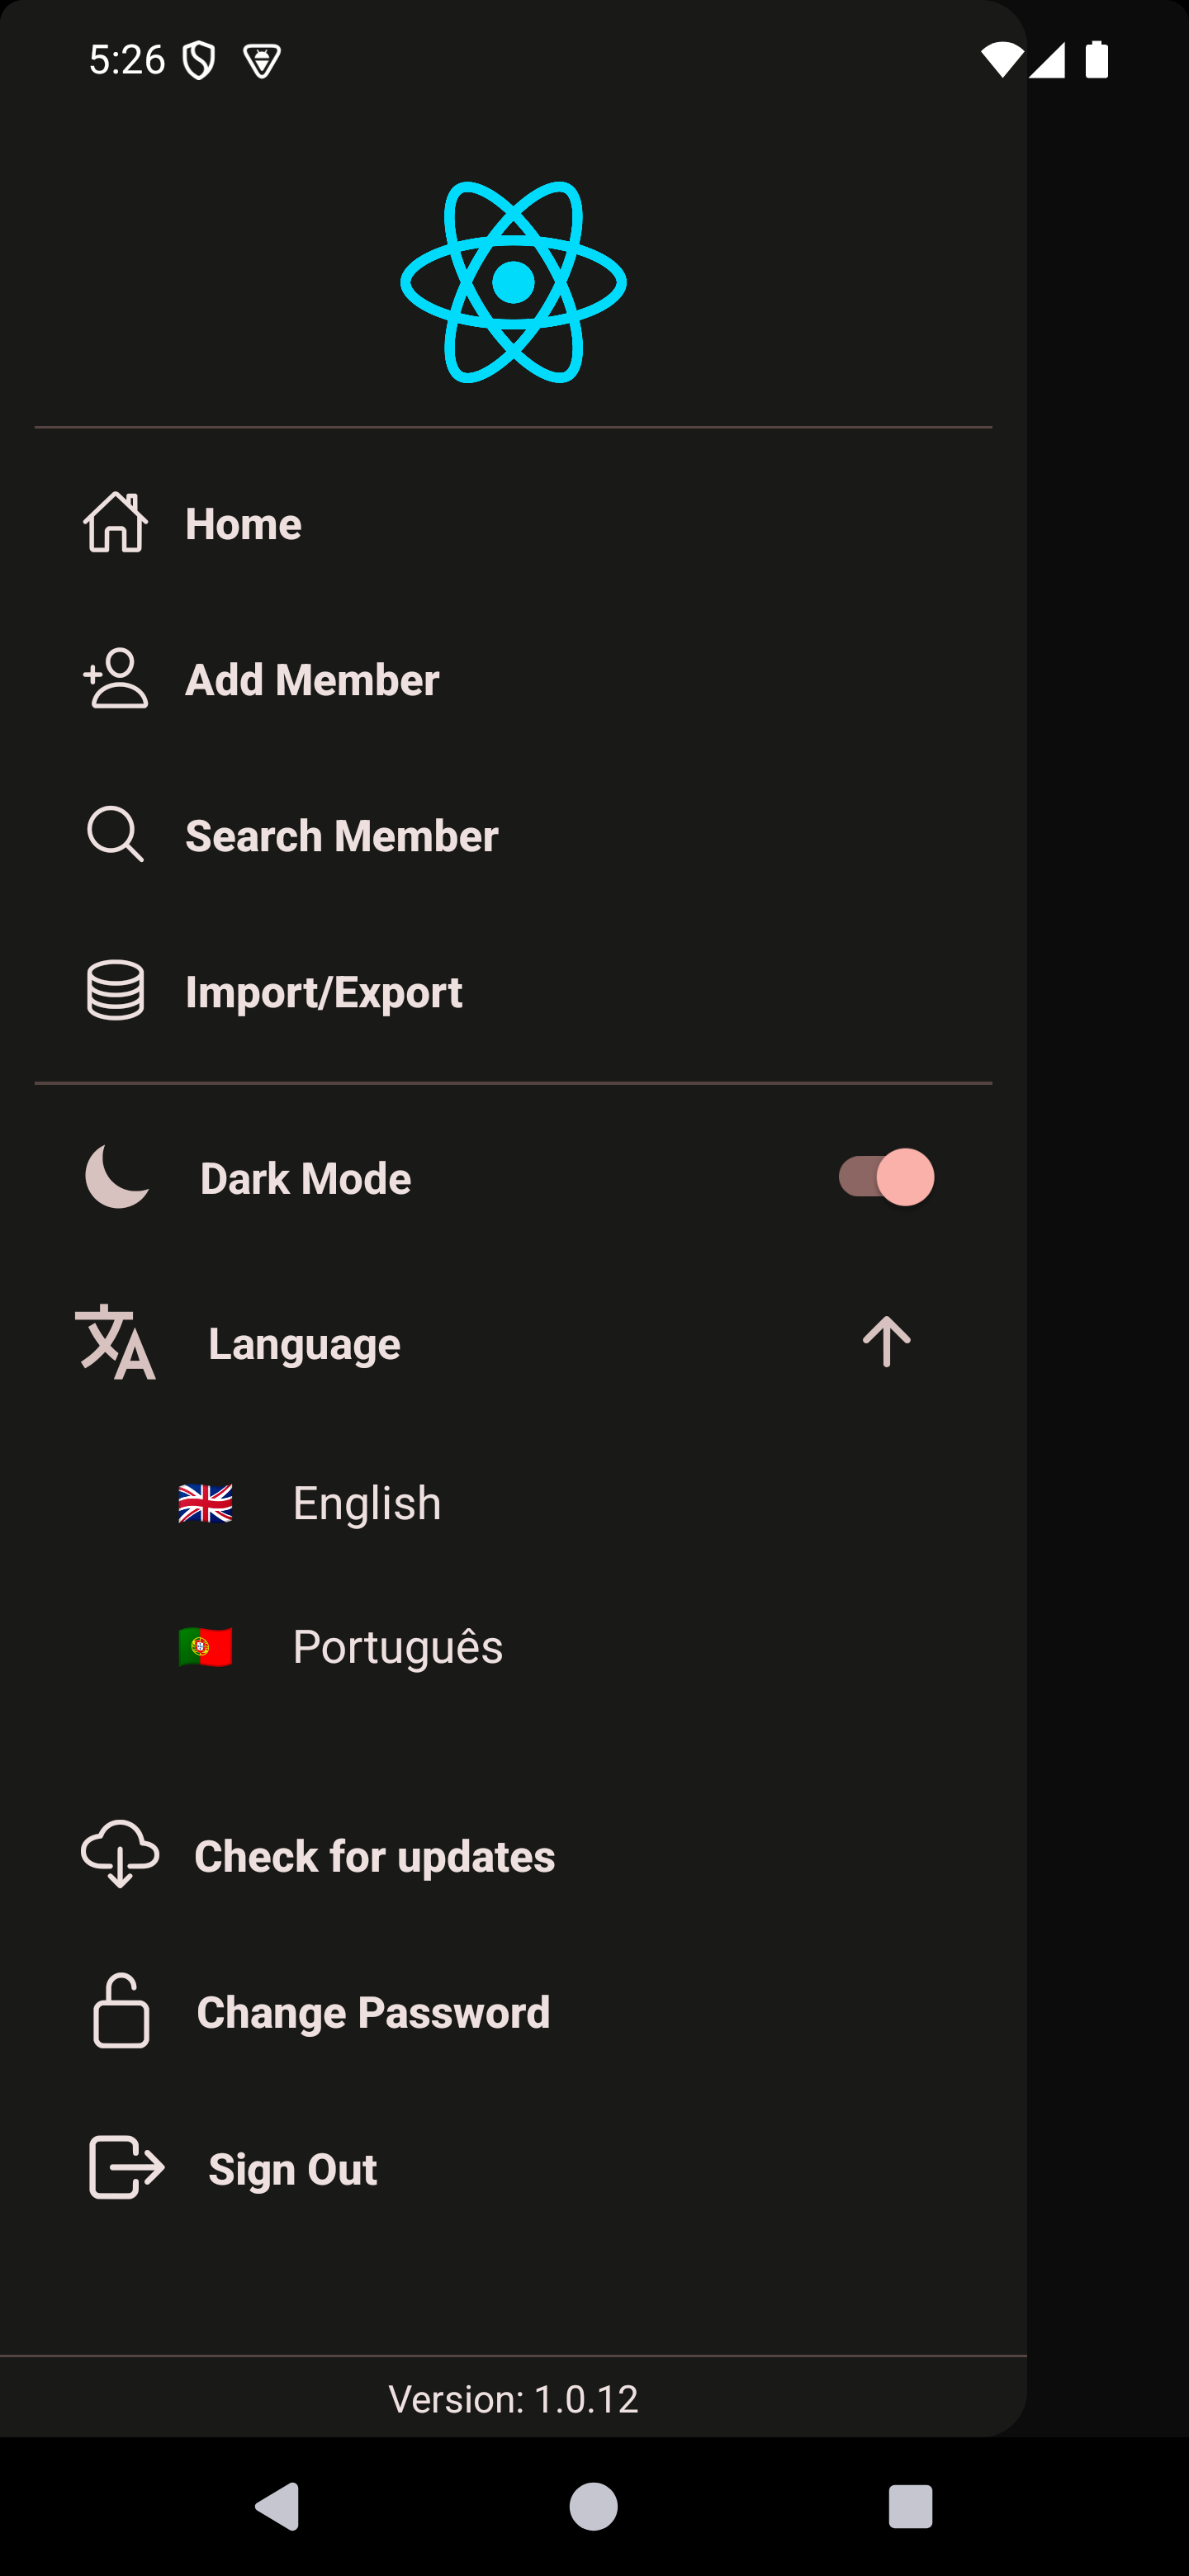 5:26
Home
Add Member
Search Member
Import/Export
Dark Mode
Language
English
Português
Check for updates
Change Password
Sign Out
Version: 1.0.12